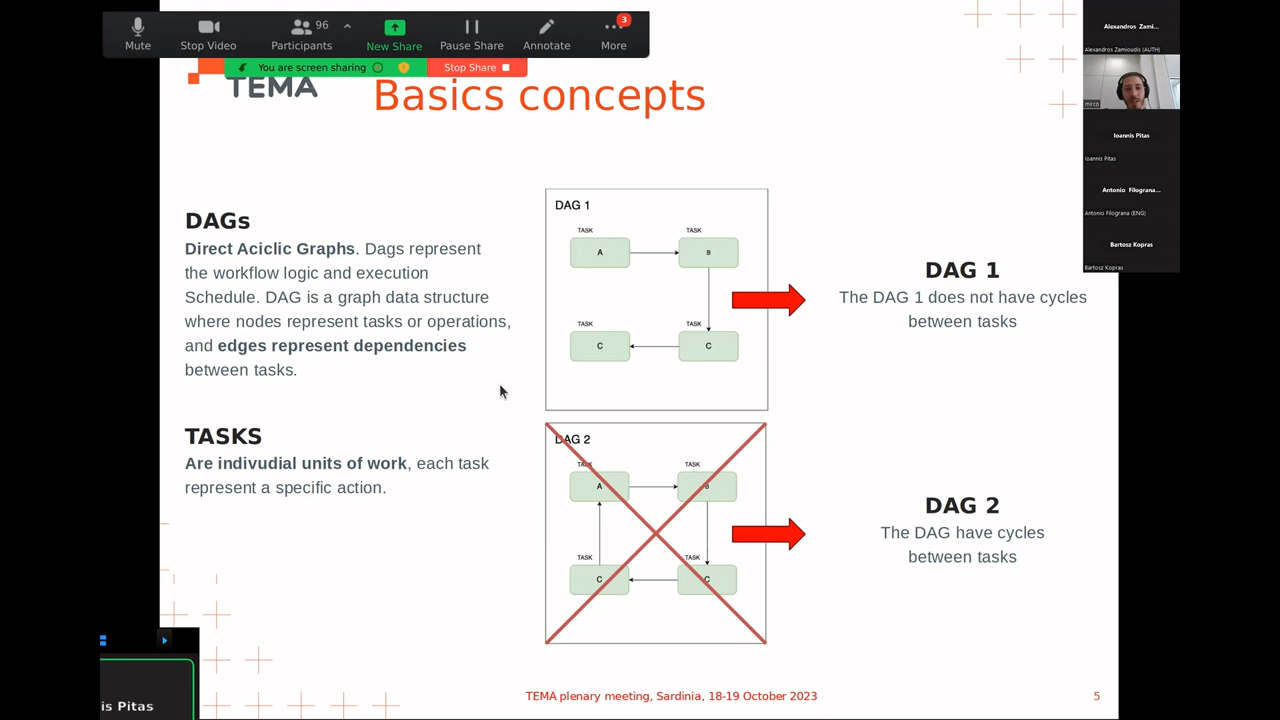 96
3
Mute
Stop Video
Participants
New Share
Pause Share
Annotate
More
You are screen sharing
Stop Share
TEMA
Basics concepts
Alexandros Zami...
Alexandros Zamioudis (AUTH)
mirco
Ioannis Pitas
Ioannis Pitas
Antonio Filograna...
Antonio Filograna (ENG)
Bartosz Kopras
Bartosz Kopras
DAGs
Direct Aciclic Graphs. Dags represent
the workflow logic and execution
Schedule. DAG is a graph data structure
where nodes represent tasks or operations,
and edges represent dependencies
between tasks.
TASKS
Are indivudial units of work, each task
represent a specific action.
DAG 1
TASK
TASK
A
B
TASK
TASK
C
C
DAG 1
The DAG 1 does not have cycles
between tasks
DAG 2
TASK
TASK
A
B
TASK
TASK
C
C
DAG 2
The DAG have cycles
between tasks
is Pitas
TEMA plenary meeting, Sardinia, 18-19 October 2023
5